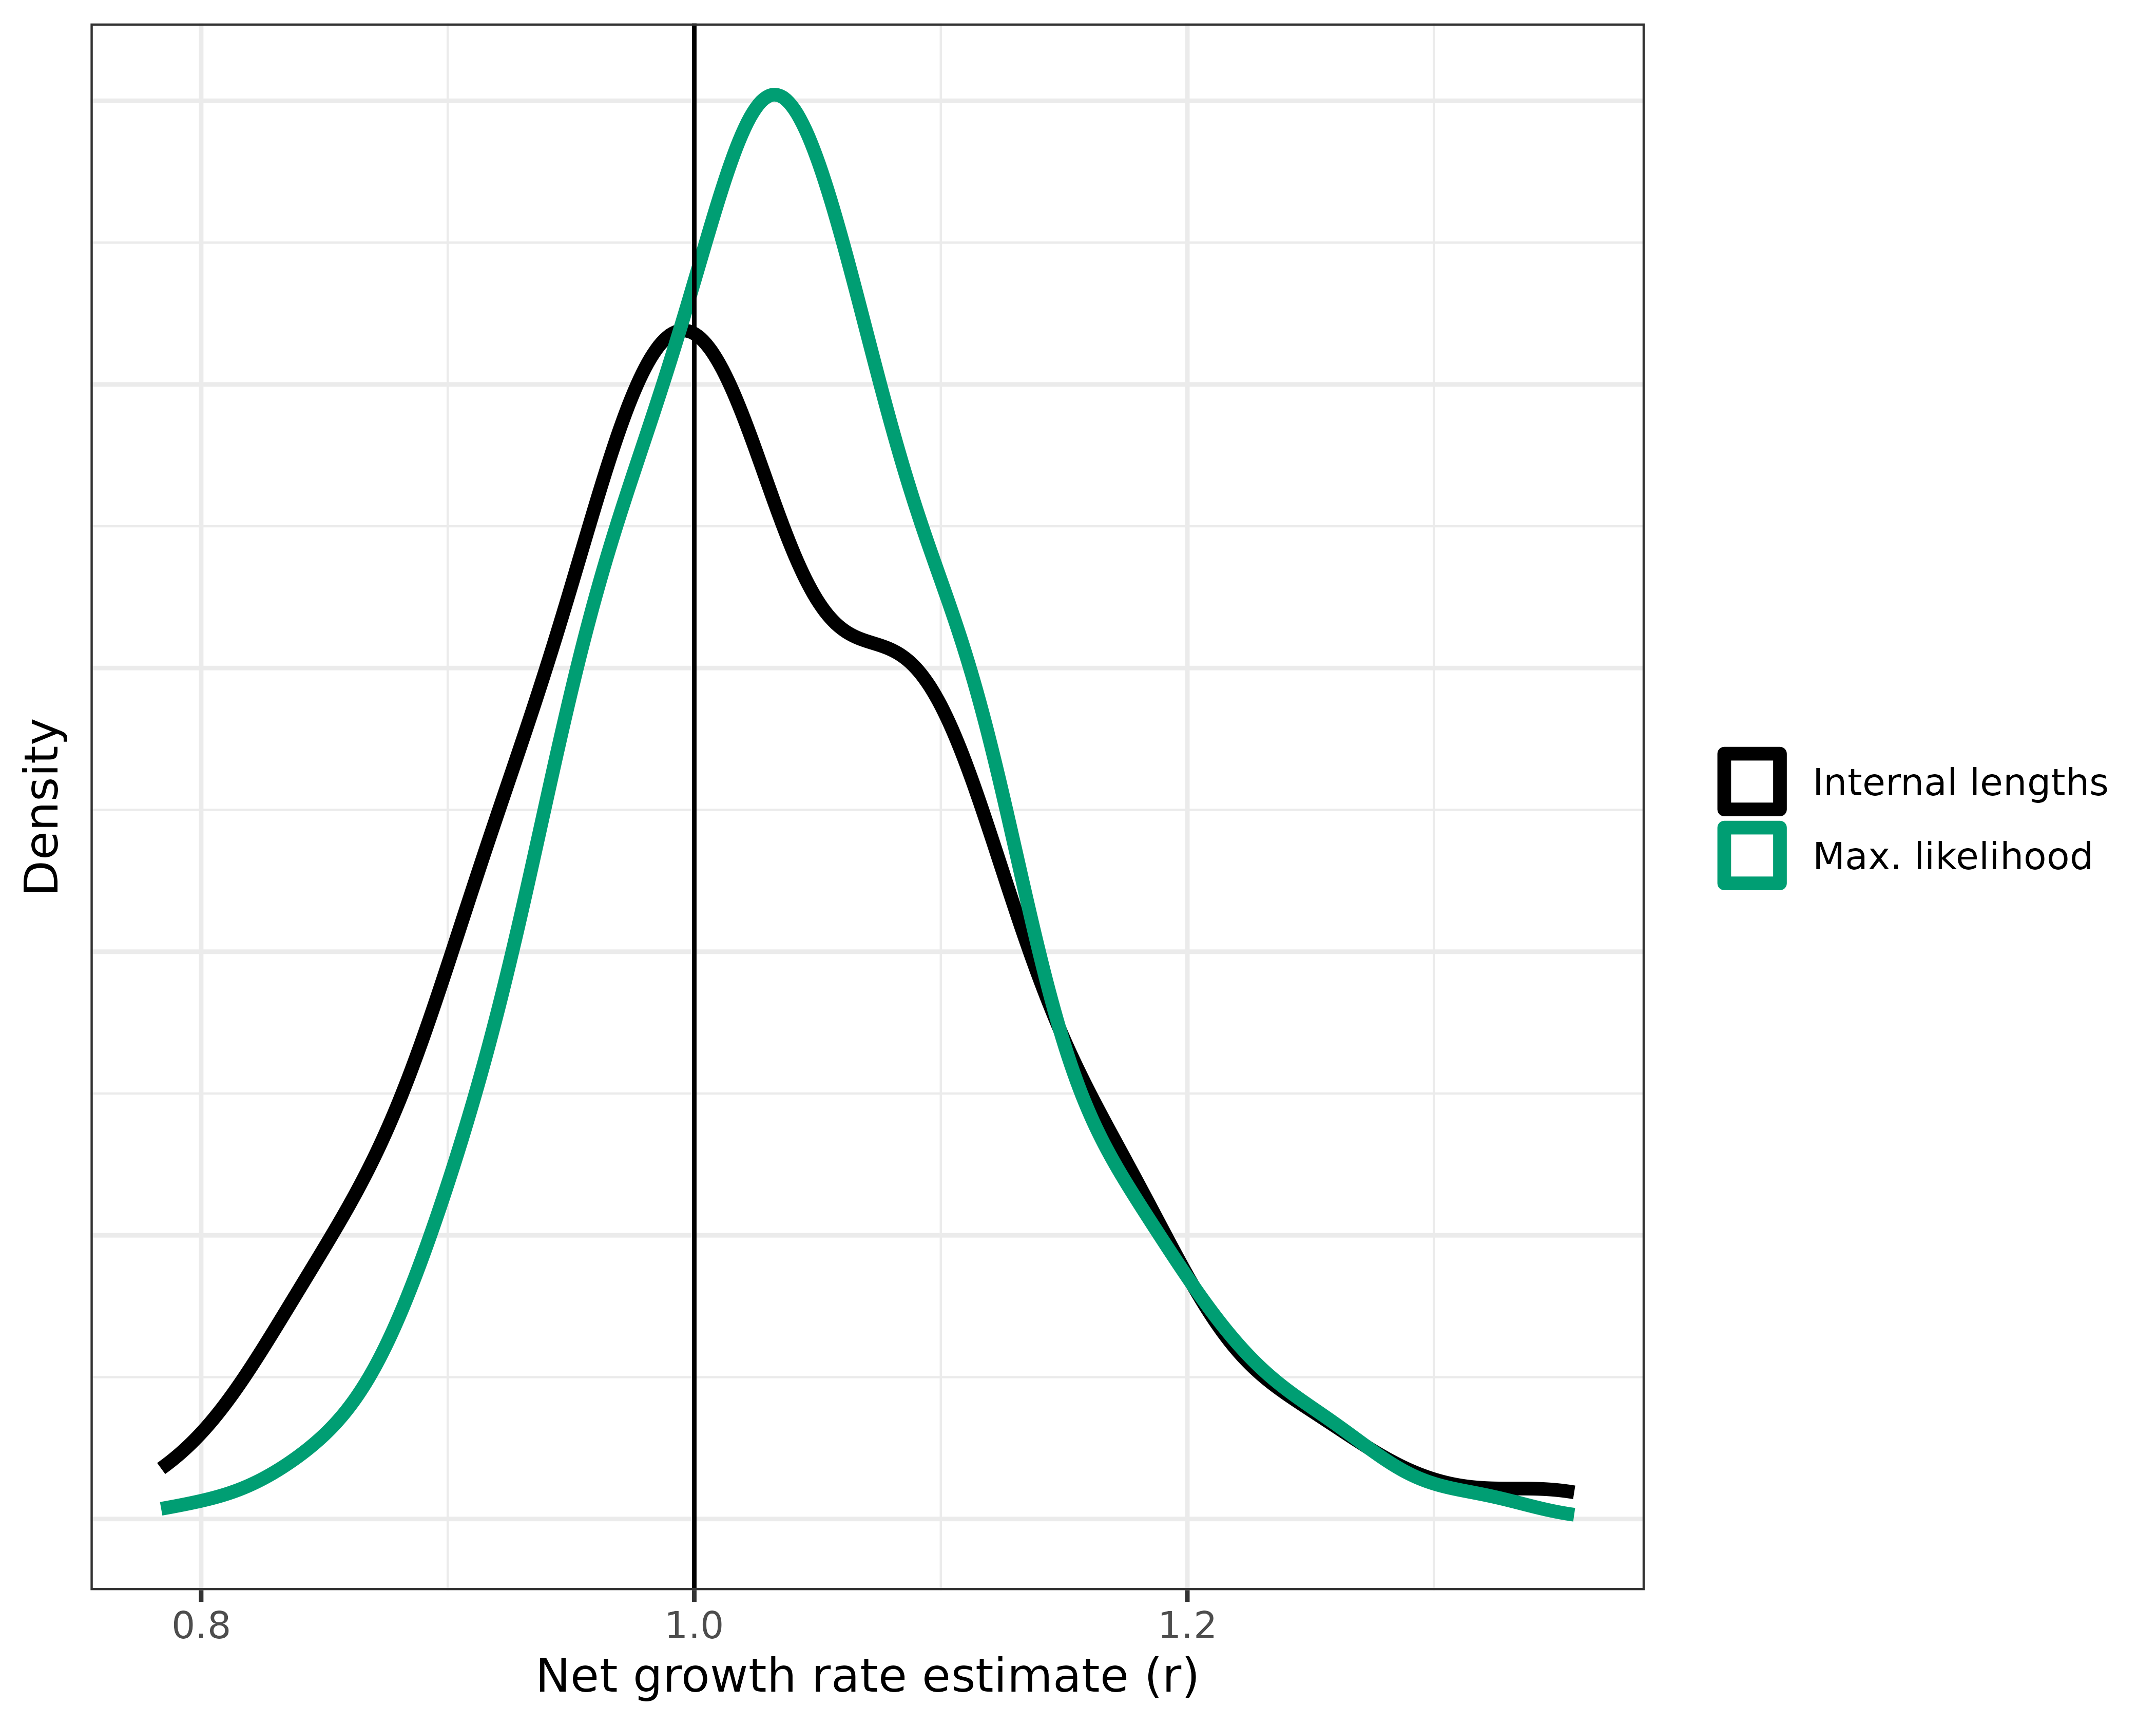 Density
0.8
1.0
1.2
Net growth rate estimate (r)
Internal lengths
Max. likelihood